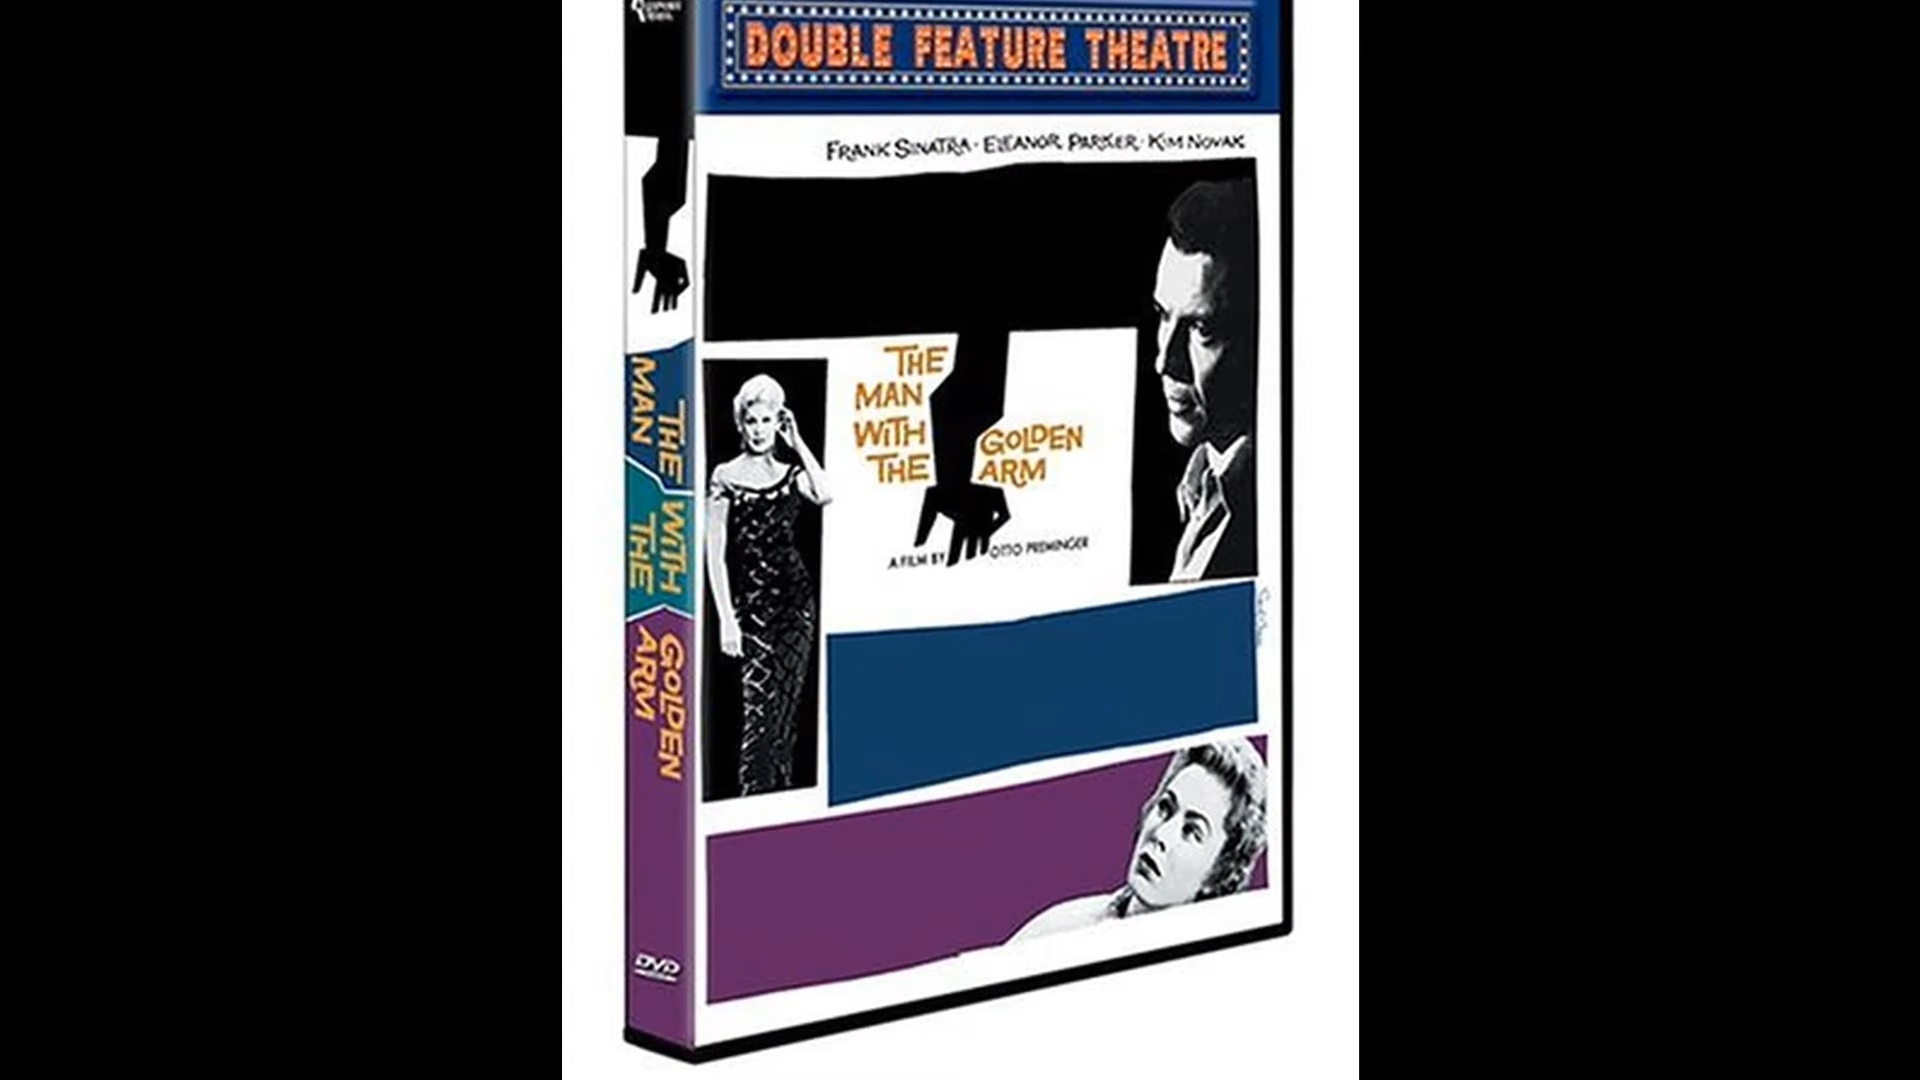 DOUBLE FEATURE THEATRE
FRANK SINATRA · ELEANOR PARKER · KIM NOVAK
THE
MAN
WITH
THE
GOLDEN
ARM
A FILM BY OTTO PREMINGER
THE
MAN
WITH
THE
GOLDEN
ARM
DVD